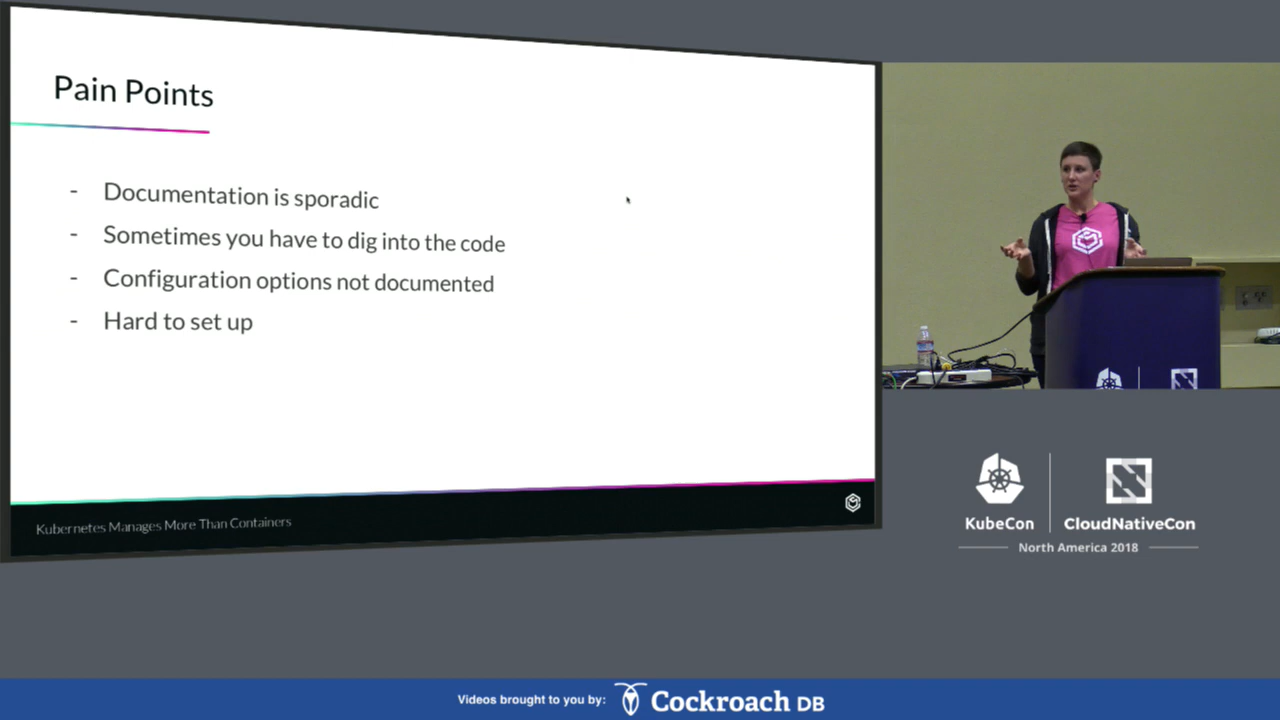 Pain Points
- Documentation is sporadic
- Sometimes you have to dig into the code
- Configuration options not documented
- Hard to set up
Kubernetes Manages More Than Containers
KubeCon
CloudNativeCon
North America 2018
Videos brought to you by:
Cockroach DB